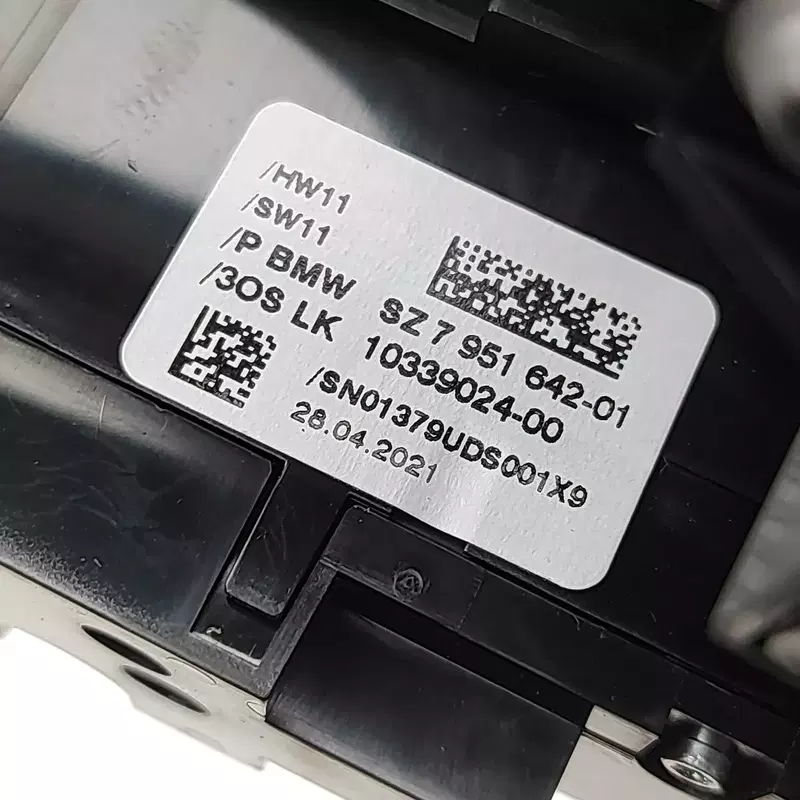 /HW11
/SW11
/P BMW SZ 7 951 642-01
/3OS LK 10339024-00
/SN01379UDS001X9
28.04.2021